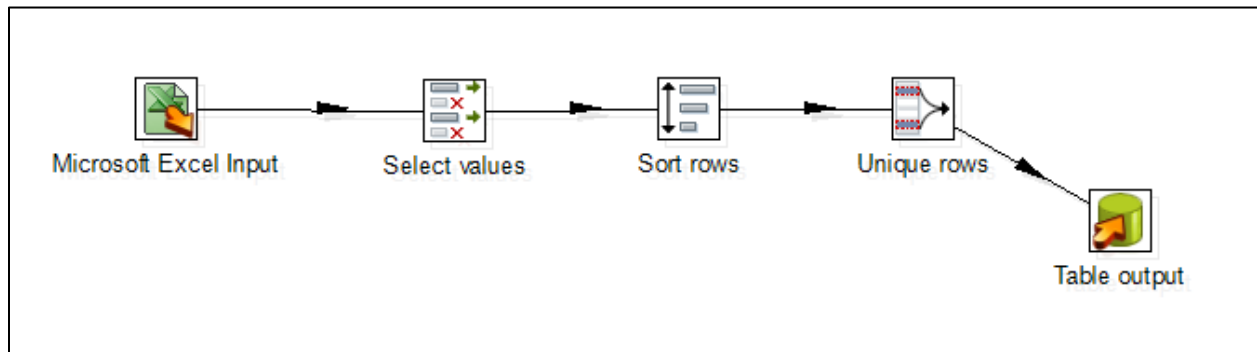 Microsoft Excel Input
Select values
Sort rows
Unique rows
Table output